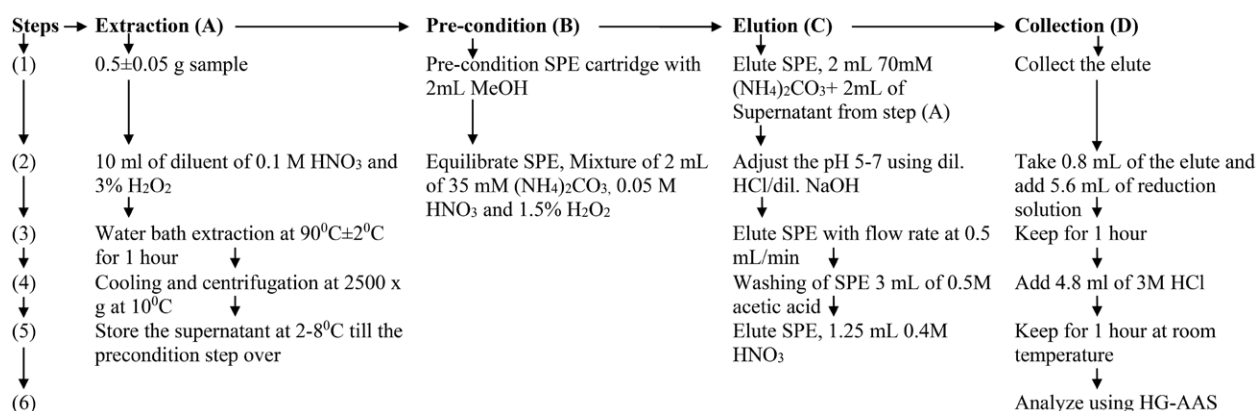 Steps Extraction (A) Pre-condition (B) Elution (C) Collection (D)
(1) 0.5±0.05 g sample Pre-condition SPE cartridge with Elute SPE, 2 mL 70mM Collect the elute
2mL MeOH (NH₄)₂CO₃+ 2mL of
Supernatant from step (A)
(2) 10 ml of diluent of 0.1 M HNO₃ and Equilibrate SPE, Mixture of 2 mL Adjust the pH 5-7 using dil. Take 0.8 mL of the elute and
3% H₂O₂ of 35 mM (NH₄)₂CO₃, 0.05 M HCl/dil. NaOH add 5.6 mL of reduction
HNO₃ and 1.5% H₂O₂ solution
(3) Water bath extraction at 90⁰C±2⁰C Elute SPE with flow rate at 0.5 Keep for 1 hour
for 1 hour mL/min
(4) Cooling and centrifugation at 2500 x Washing of SPE 3 mL of 0.5M Add 4.8 ml of 3M HCl
g at 10⁰C acetic acid
(5) Store the supernatant at 2-8⁰C till the Elute SPE, 1.25 mL 0.4M Keep for 1 hour at room
precondition step over HNO₃ temperature
(6) Analyze using HG-AAS